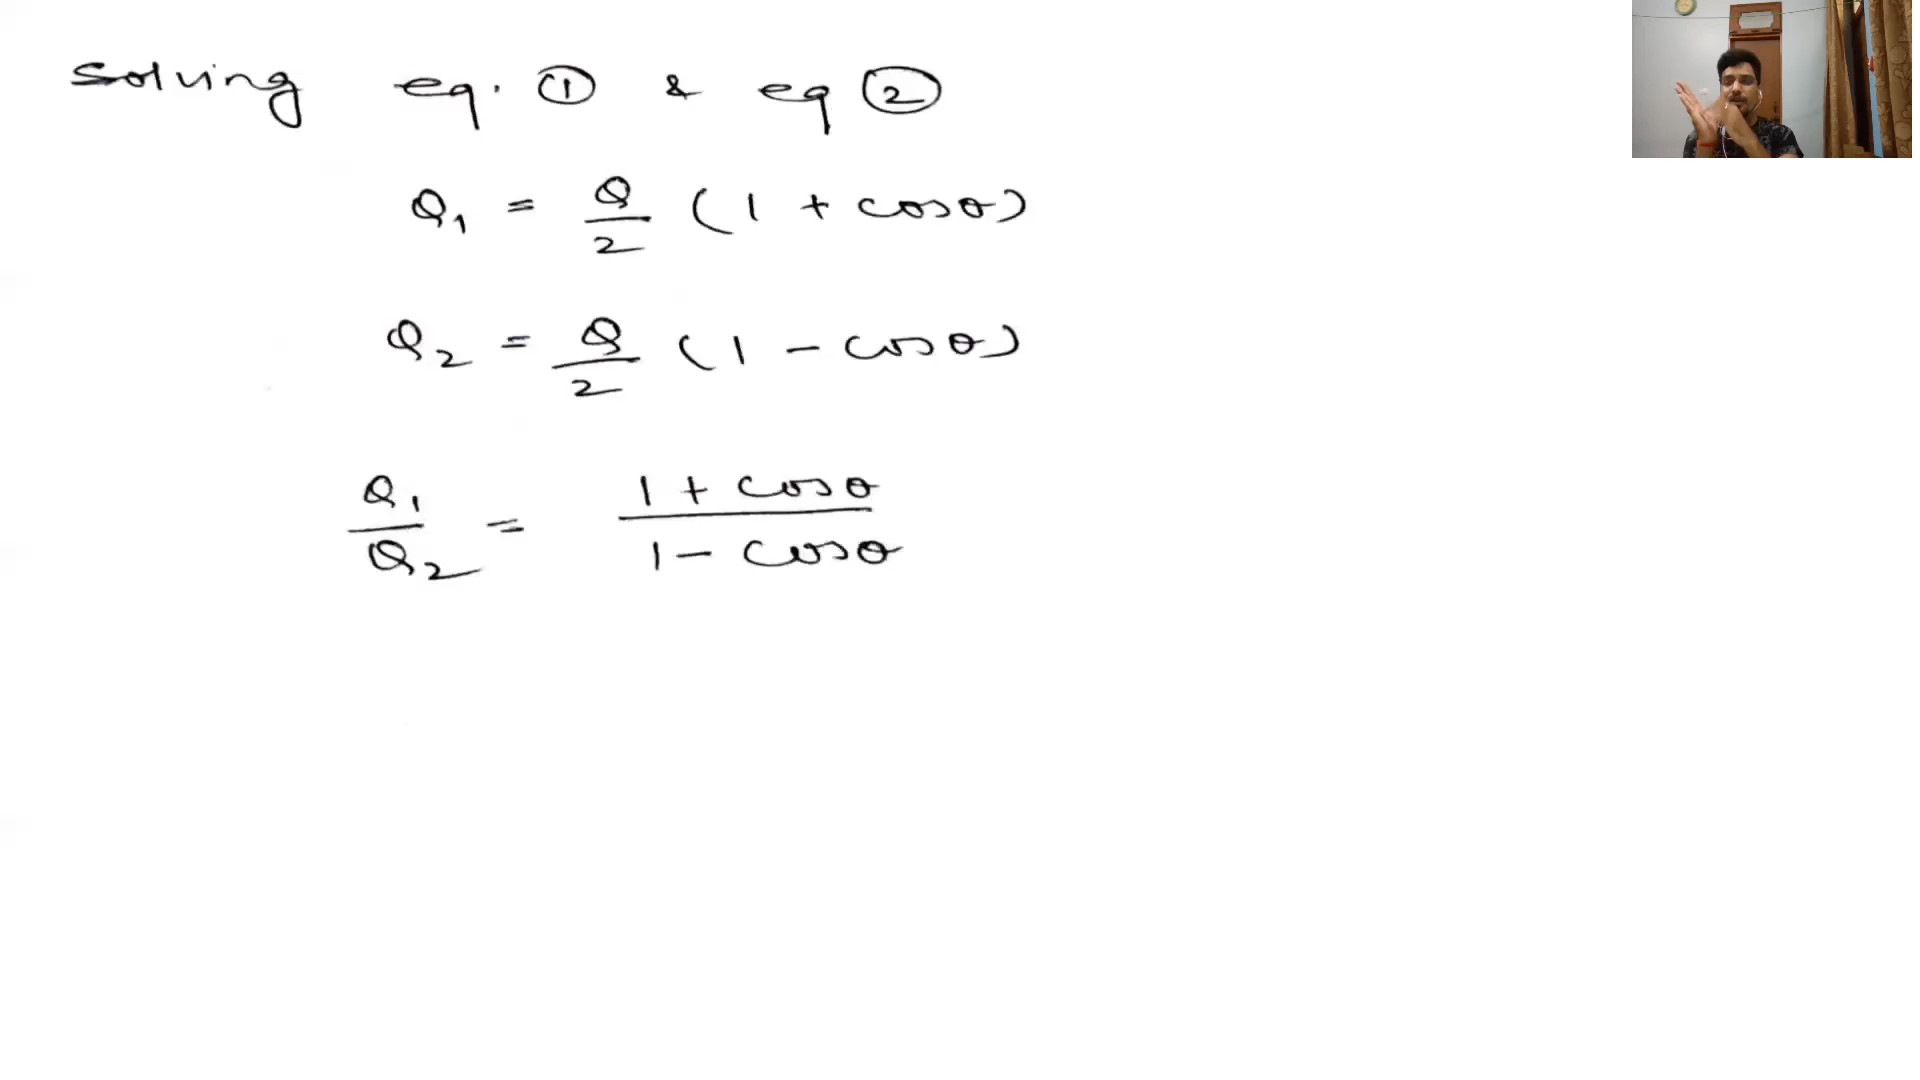 solving eq. ① & eq ②
Q₁ = Q/2 (1 + cosθ)
Q₂ = Q/2 (1 - cosθ)
Q₁/Q₂ = (1 + cosθ)/(1 - cosθ)